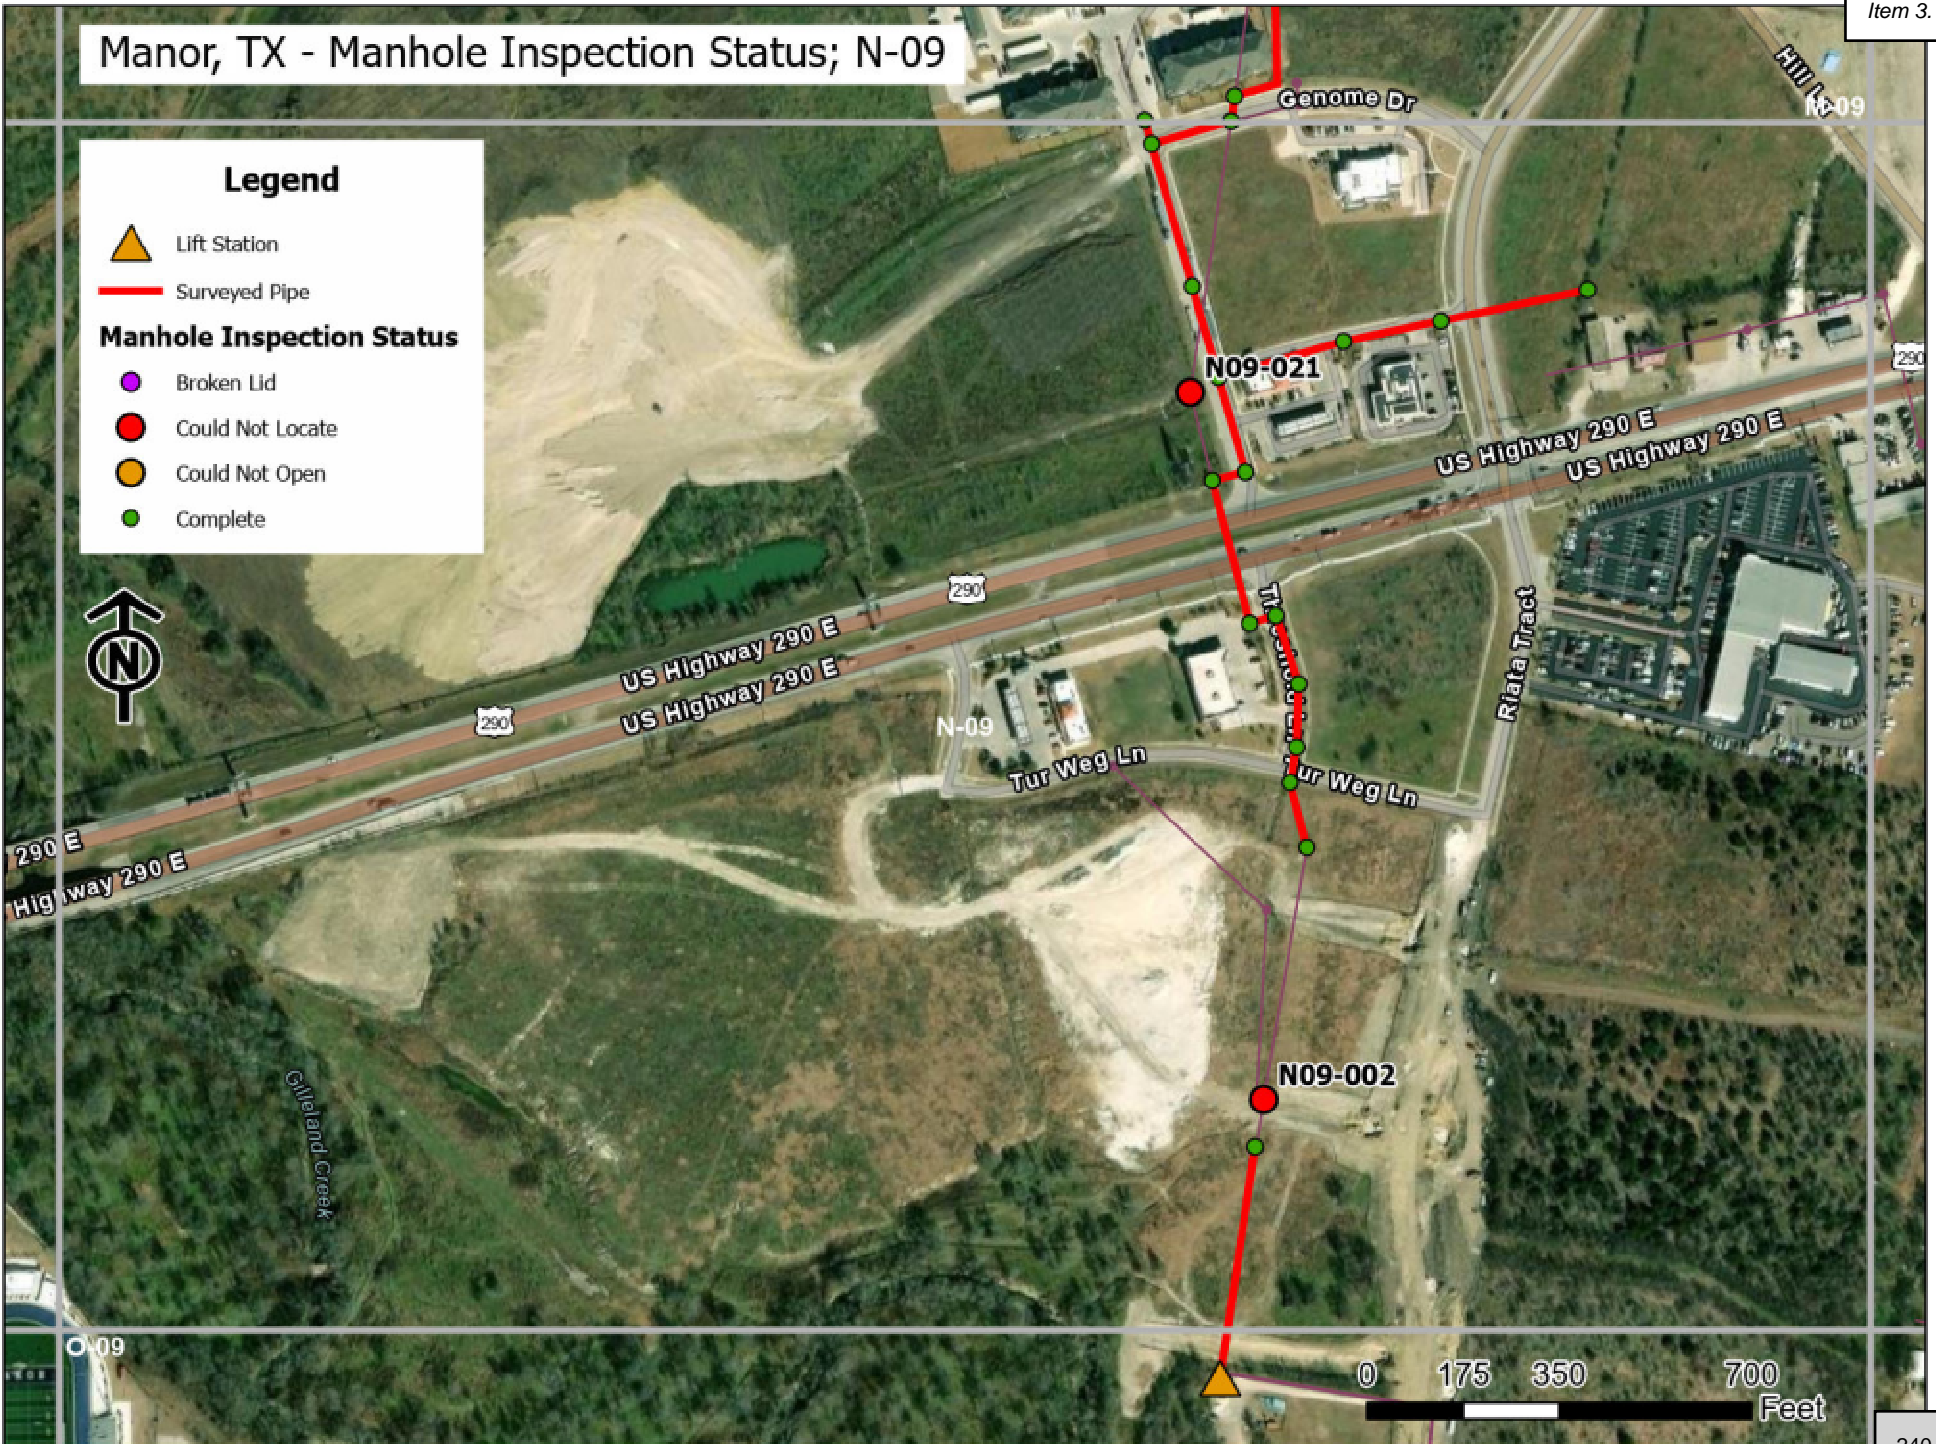 Item 3.
Manor, TX - Manhole Inspection Status; N-09
Legend
Lift Station
Surveyed Pipe
Manhole Inspection Status
Broken Lid
Could Not Locate
Could Not Open
Complete
N
Genome Dr
Hill Ln
M-09
N09-021
290
US Highway 290 E
US Highway 290 E
290
US Highway 290 E
US Highway 290 E
290
N-09
Riata Tract
Tur Weg Ln
Tur Weg Ln
290 E
Highway 290 E
N09-002
Gilleland Creek
O-09
0 175 350 700
Feet
240